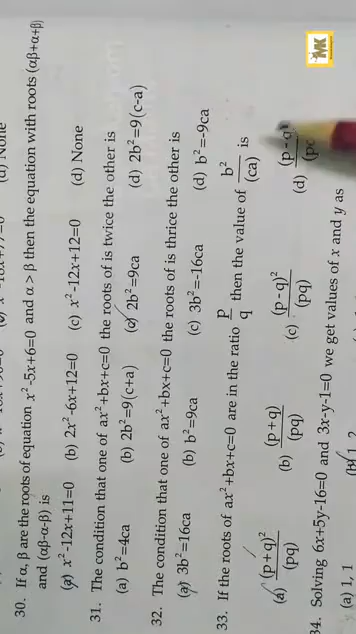 (d) None
30. If α, β are the roots of equation x²-5x+6=0 and α > β then the equation with roots (αβ+α+β)
and (αβ-α-β) is
(a) x²-12x+11=0 (b) 2x²-6x+12=0 (c) x²-12x+12=0 (d) None
31. The condition that one of ax²+bx+c=0 the roots of is twice the other is
(a) b²=4ca (b) 2b²=9(c+a) (c) 2b²=9ca (d) 2b²=9(c-a)
32. The condition that one of ax²+bx+c=0 the roots of is thrice the other is
(a) 3b²=16ca (b) b²=9ca (c) 3b²=-16ca (d) b²=-9ca
33. If the roots of ax²+bx+c=0 are in the ratio p/q then the value of b²/(ca) is
(a) (p+q)²/(pq) (b) (p+q)/(pq) (c) (p-q)²/(pq) (d) (p-q)/(pq
34. Solving 6x+5y-16=0 and 3x-y-1=0 we get values of x and y as
(a) 1, 1 (b) 1, 2
MK